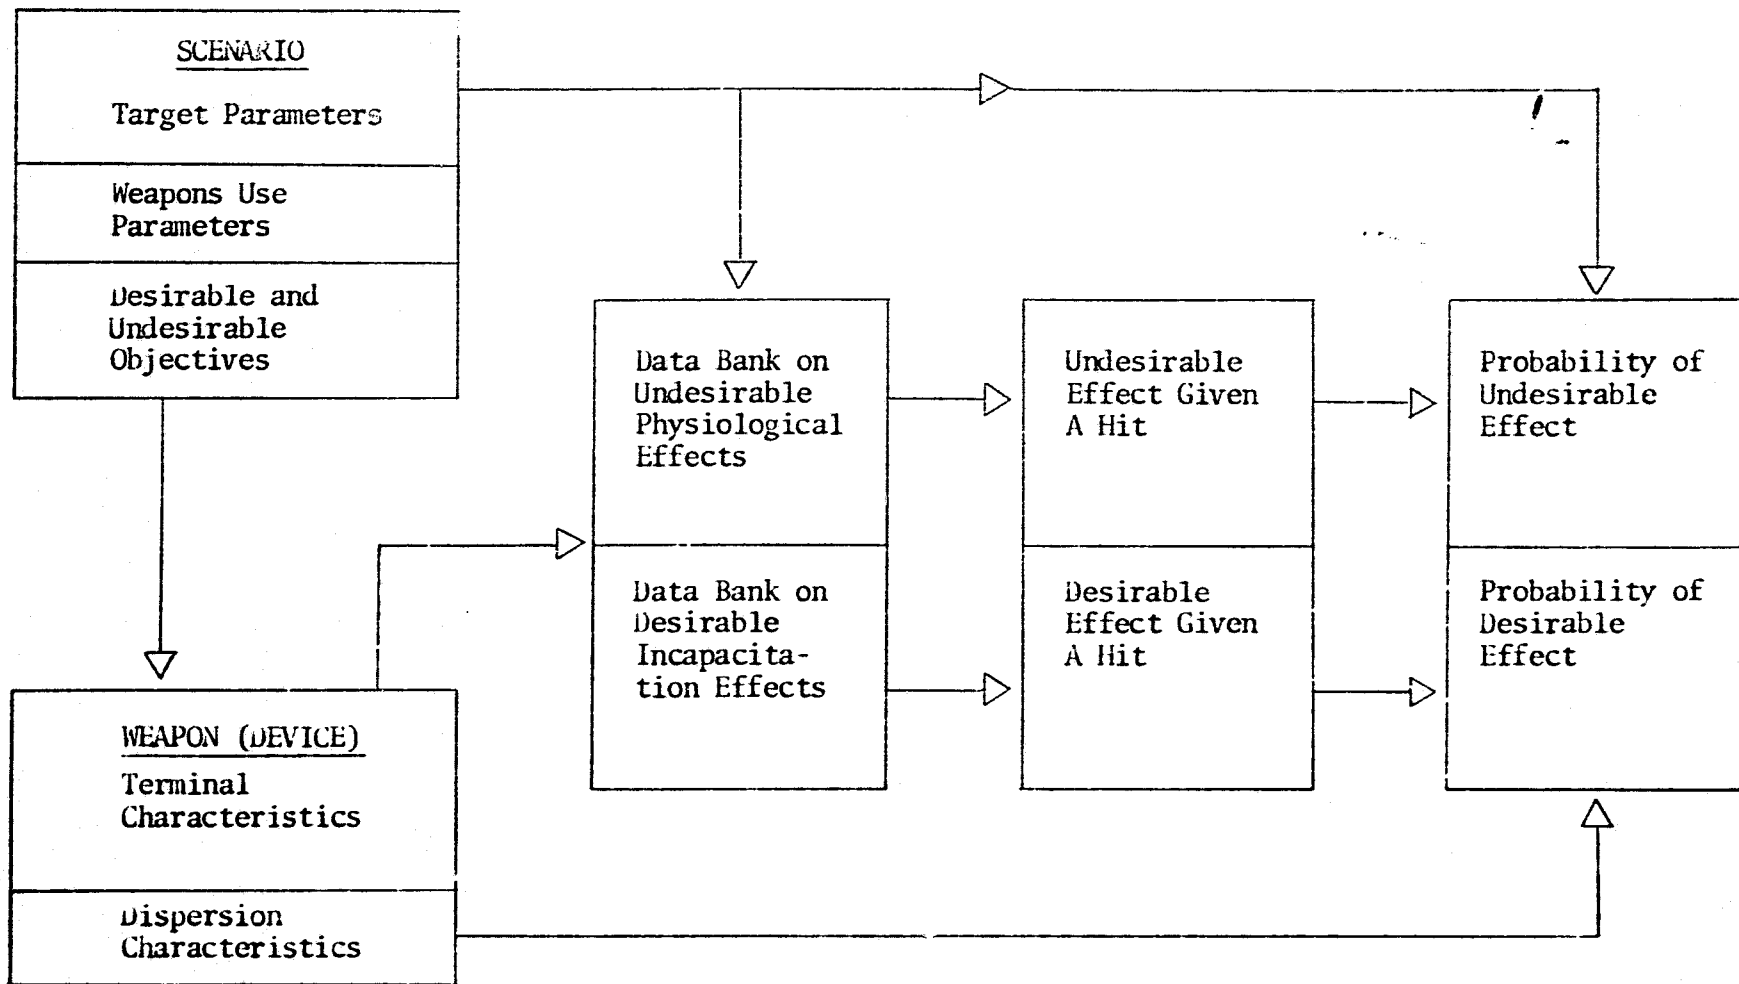 SCENARIO
Target Parameters
Weapons Use
Parameters
Desirable and
Undesirable
Objectives
Data Bank on
Undesirable
Physiological
Effects
Undesirable
Effect Given
A Hit
Probability of
Undesirable
Effect
Data Bank on
Desirable
Incapacita-
tion Effects
Desirable
Effect Given
A Hit
Probability of
Desirable
Effect
WEAPON (DEVICE)
Terminal
Characteristics
Dispersion
Characteristics